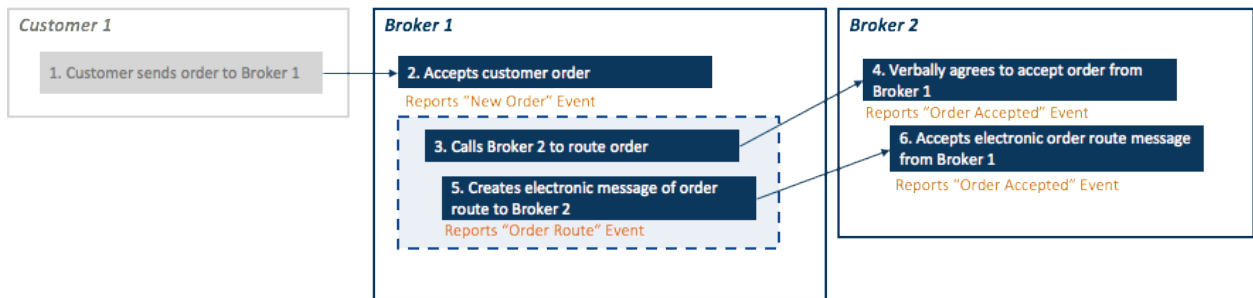 Customer 1
1. Customer sends order to Broker 1
Broker 1
2. Accepts customer order
Reports “New Order” Event
3. Calls Broker 2 to route order
5. Creates electronic message of order
route to Broker 2
Reports “Order Route” Event
Broker 2
4. Verbally agrees to accept order from
Broker 1
Reports “Order Accepted” Event
6. Accepts electronic order route message
from Broker 1
Reports “Order Accepted” Event